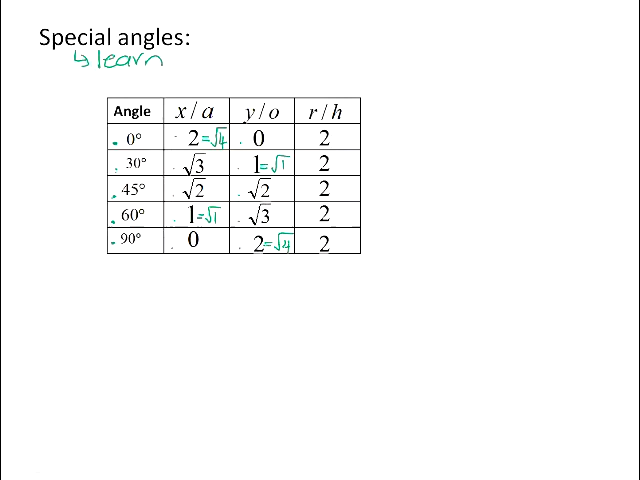 Special angles:
↳ learn
Angle x / a y / o r / h
0° 2 =√4 0 2
30° √3 1 =√1 2
45° √2 √2 2
60° 1 =√1 √3 2
90° 0 2 =√4 2